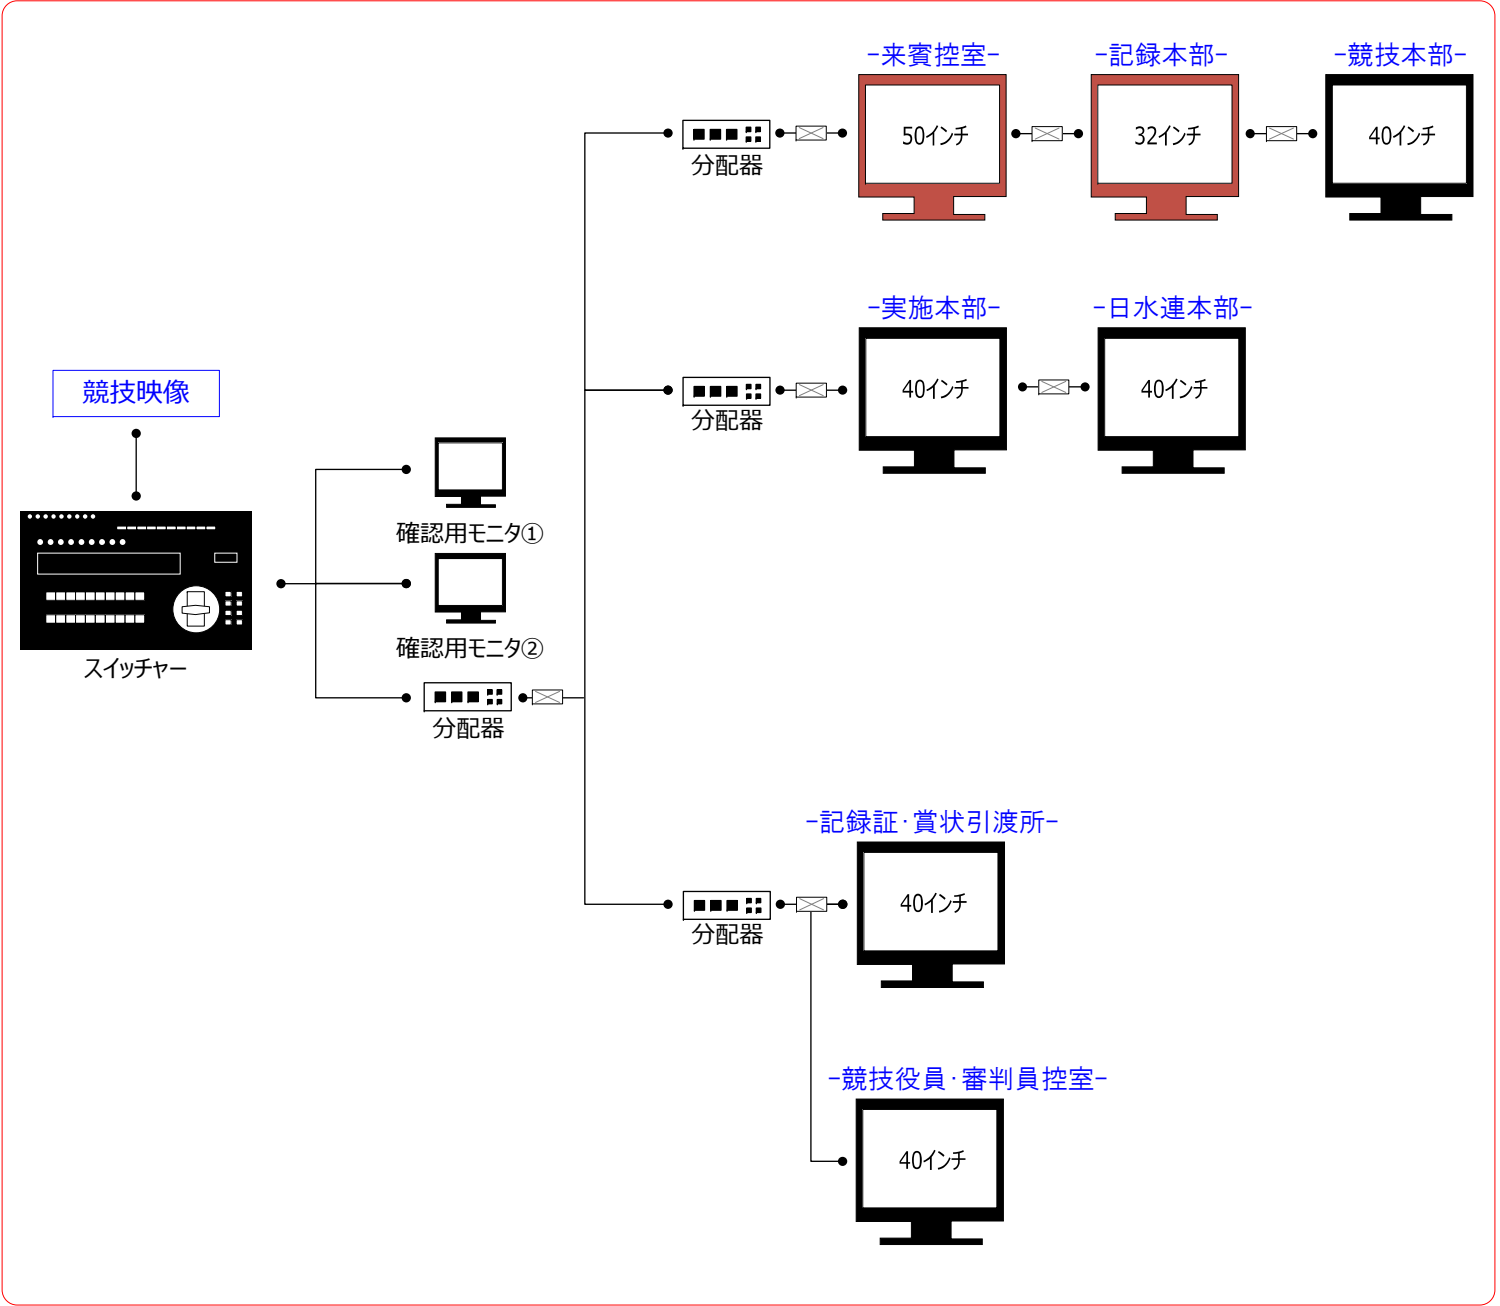 -来賓控室-
-記録本部-
-競技本部-
50インチ
32インチ
40インチ
分配器
-実施本部-
-日水連本部-
40インチ
40インチ
分配器
競技映像
確認用モニタ①
確認用モニタ②
スイッチャー
分配器
-記録証・賞状引渡所-
40インチ
分配器
-競技役員・審判員控室-
40インチ